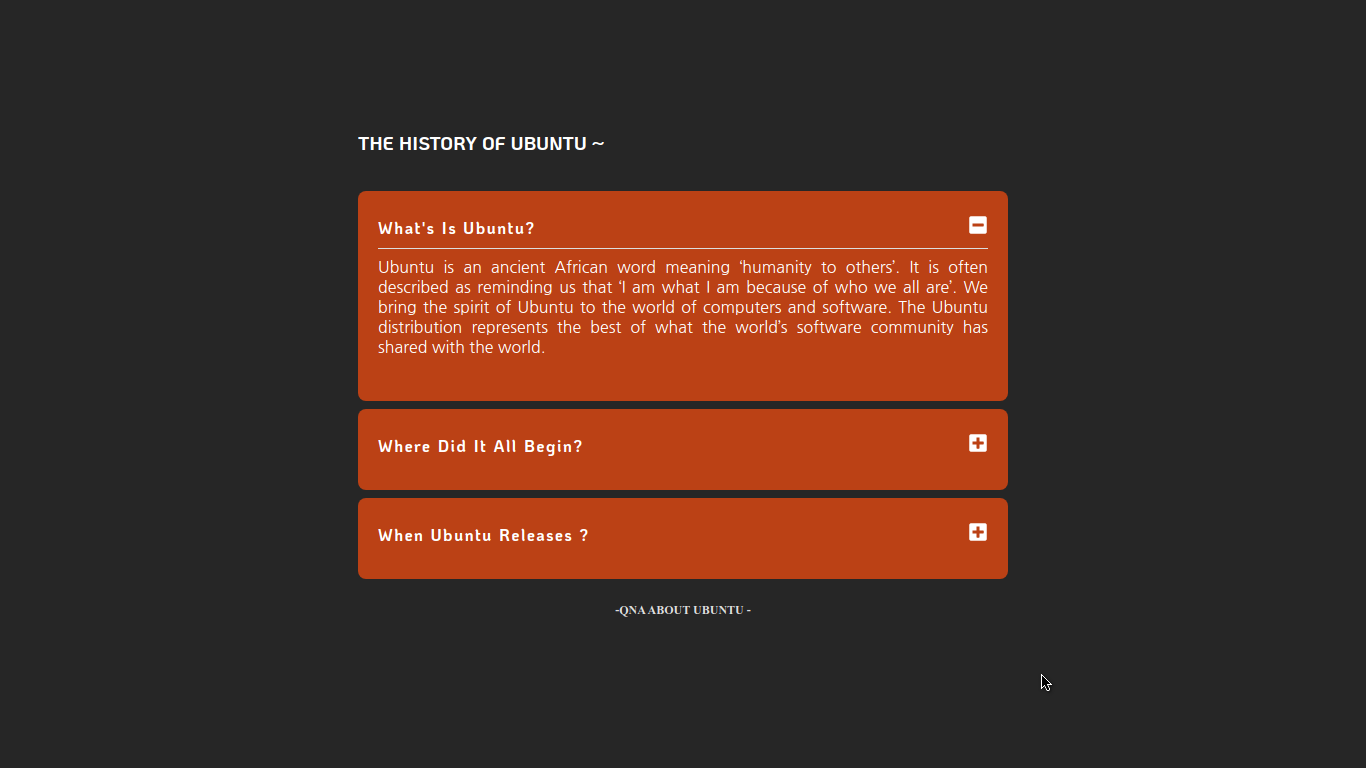 THE HISTORY OF UBUNTU ~
What's Is Ubuntu?
Ubuntu is an ancient African word meaning ‘humanity to others’. It is often
described as reminding us that ‘I am what I am because of who we all are’. We
bring the spirit of Ubuntu to the world of computers and software. The Ubuntu
distribution represents the best of what the world’s software community has
shared with the world.
Where Did It All Begin?
When Ubuntu Releases ?
-QNA ABOUT UBUNTU -